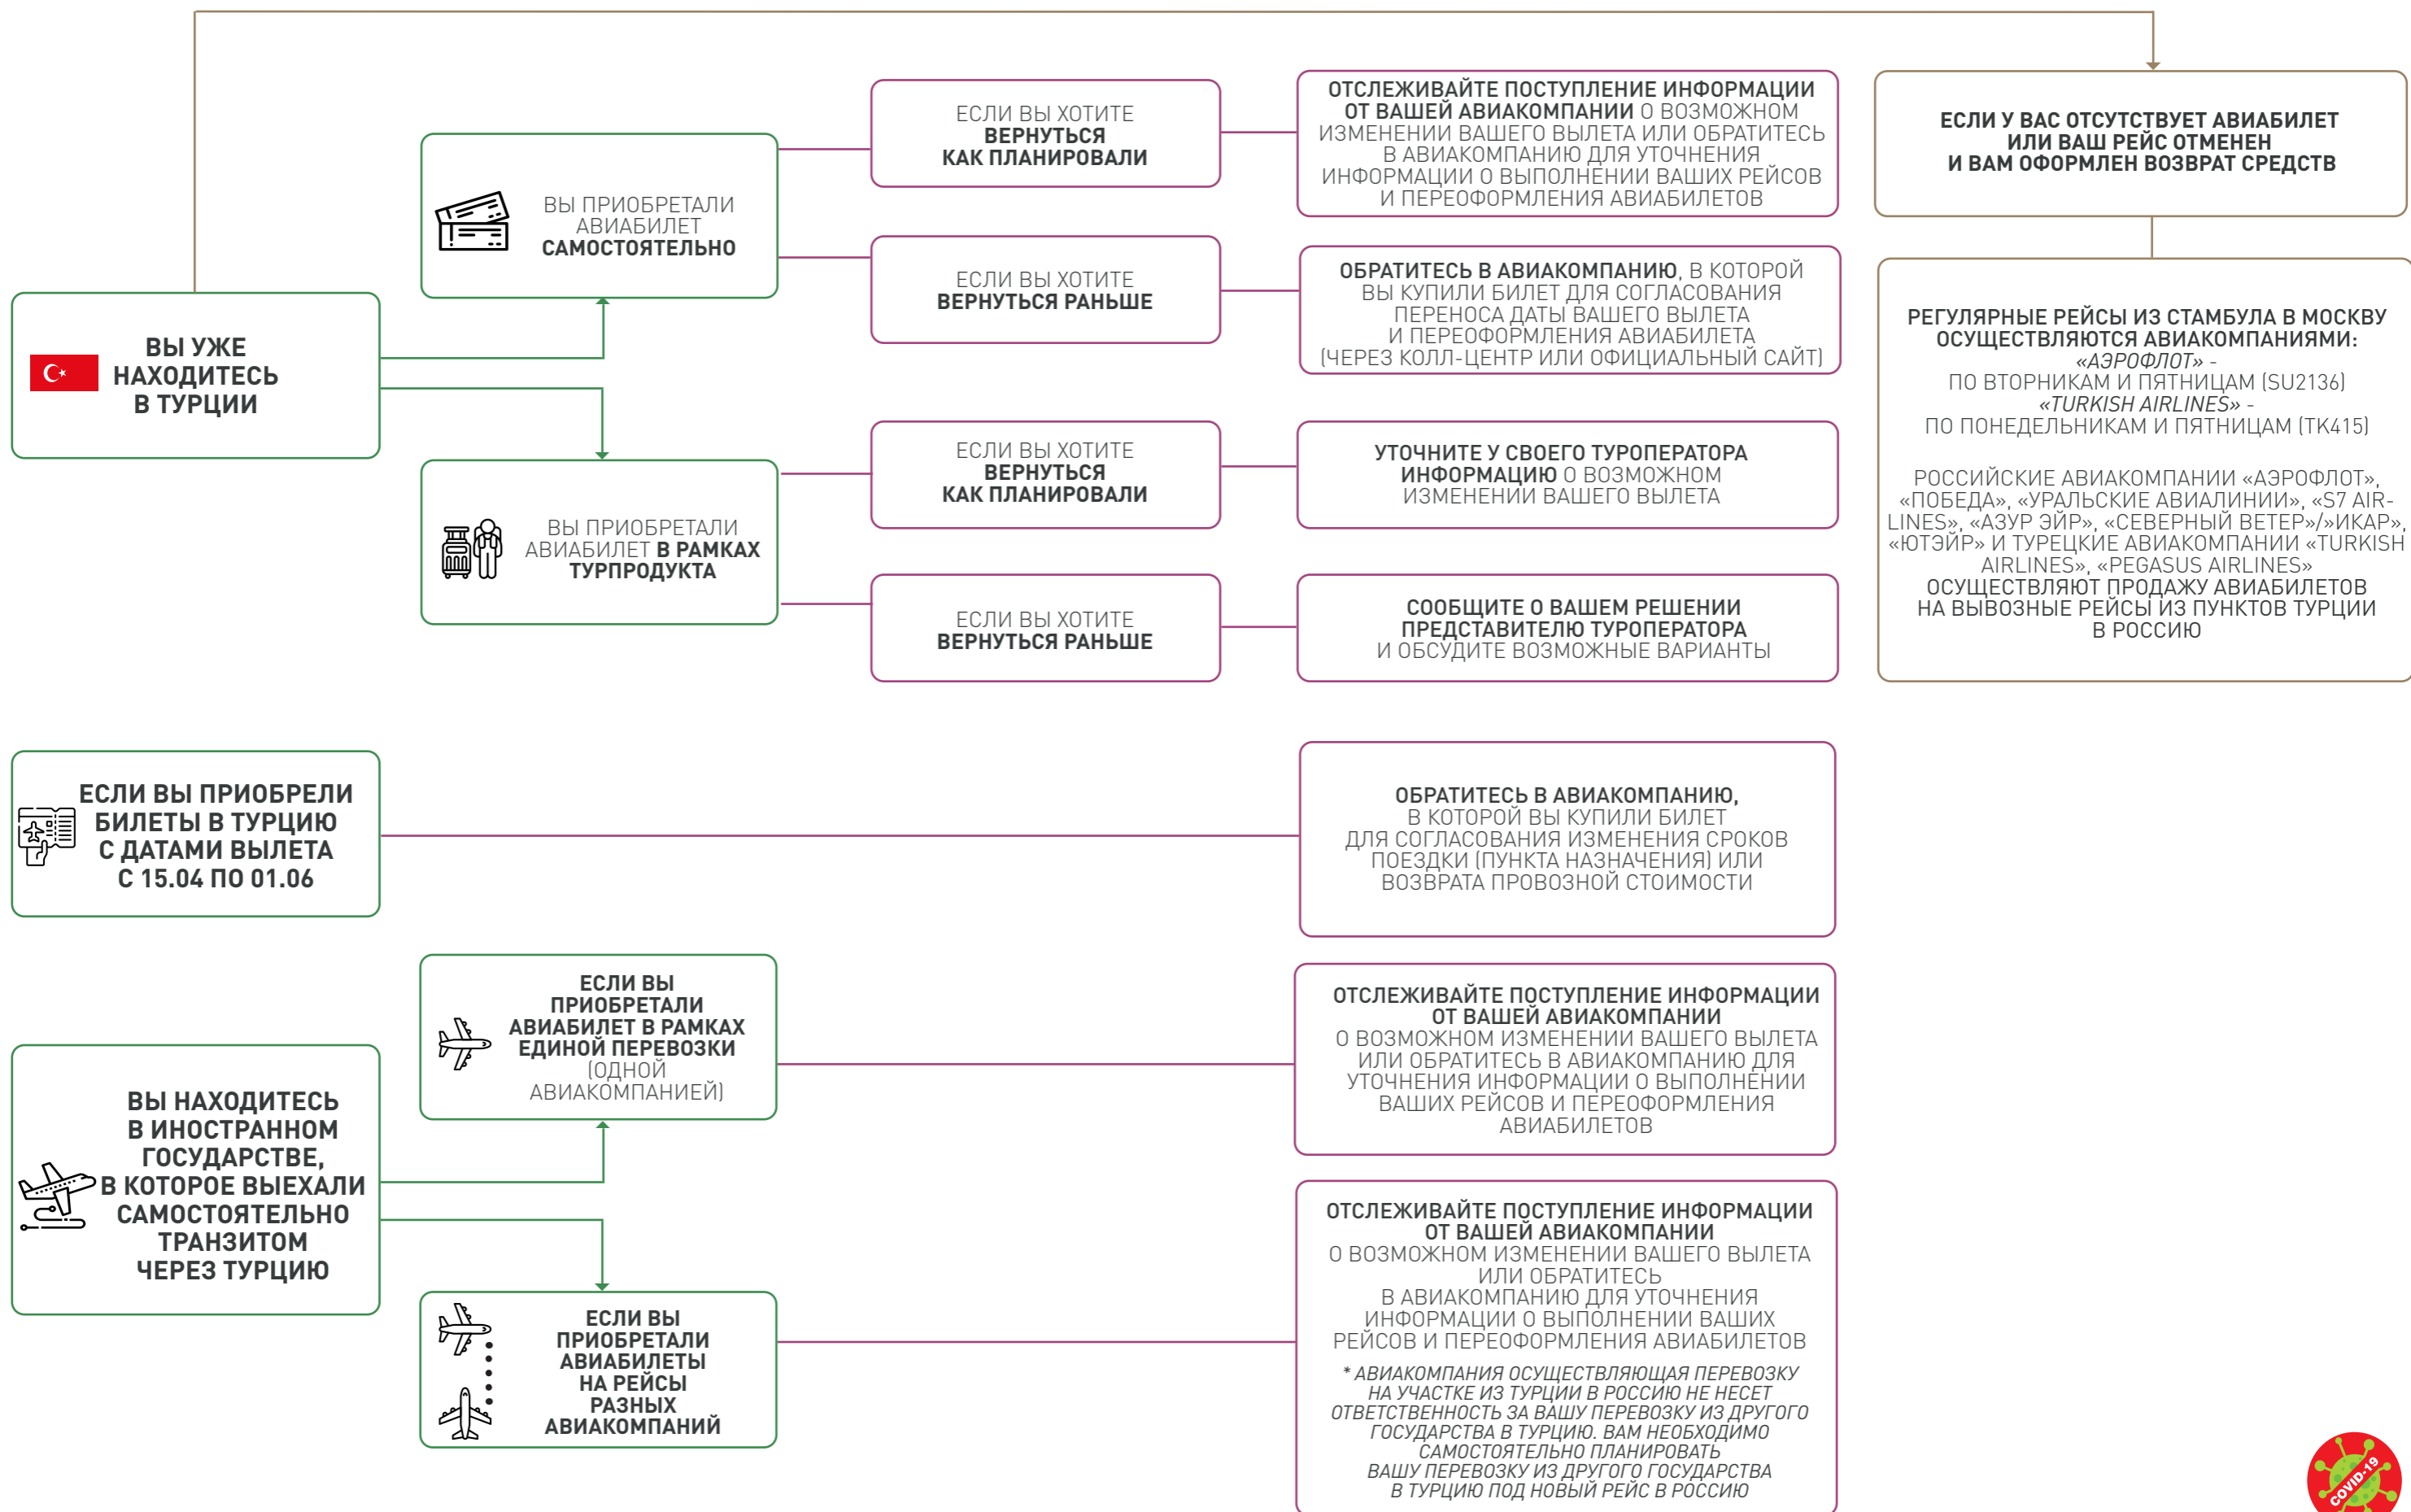 ВЫ УЖЕ
НАХОДИТЕСЬ
В ТУРЦИИ
ВЫ ПРИОБРЕТАЛИ
АВИАБИЛЕТ
САМОСТОЯТЕЛЬНО
ЕСЛИ ВЫ ХОТИТЕ
ВЕРНУТЬСЯ
КАК ПЛАНИРОВАЛИ
ОТСЛЕЖИВАЙТЕ ПОСТУПЛЕНИЕ ИНФОРМАЦИИ
ОТ ВАШЕЙ АВИАКОМПАНИИ О ВОЗМОЖНОМ
ИЗМЕНЕНИИ ВАШЕГО ВЫЛЕТА ИЛИ ОБРАТИТЕСЬ
В АВИАКОМПАНИЮ ДЛЯ УТОЧНЕНИЯ
ИНФОРМАЦИИ О ВЫПОЛНЕНИИ ВАШИХ РЕЙСОВ
И ПЕРЕОФОРМЛЕНИЯ АВИАБИЛЕТОВ
ЕСЛИ ВЫ ХОТИТЕ
ВЕРНУТЬСЯ РАНЬШЕ
ОБРАТИТЕСЬ В АВИАКОМПАНИЮ, В КОТОРОЙ
ВЫ КУПИЛИ БИЛЕТ ДЛЯ СОГЛАСОВАНИЯ
ПЕРЕНОСА ДАТЫ ВАШЕГО ВЫЛЕТА
И ПЕРЕОФОРМЛЕНИЯ АВИАБИЛЕТА
(ЧЕРЕЗ КОЛЛ-ЦЕНТР ИЛИ ОФИЦИАЛЬНЫЙ САЙТ)
ВЫ ПРИОБРЕТАЛИ
АВИАБИЛЕТ В РАМКАХ
ТУРПРОДУКТА
ЕСЛИ ВЫ ХОТИТЕ
ВЕРНУТЬСЯ
КАК ПЛАНИРОВАЛИ
УТОЧНИТЕ У СВОЕГО ТУРОПЕРАТОРА
ИНФОРМАЦИЮ О ВОЗМОЖНОМ
ИЗМЕНЕНИИ ВАШЕГО ВЫЛЕТА
ЕСЛИ ВЫ ХОТИТЕ
ВЕРНУТЬСЯ РАНЬШЕ
СООБЩИТЕ О ВАШЕМ РЕШЕНИИ
ПРЕДСТАВИТЕЛЮ ТУРОПЕРАТОРА
И ОБСУДИТЕ ВОЗМОЖНЫЕ ВАРИАНТЫ
ЕСЛИ У ВАС ОТСУТСТВУЕТ АВИАБИЛЕТ
ИЛИ ВАШ РЕЙС ОТМЕНЕН
И ВАМ ОФОРМЛЕН ВОЗВРАТ СРЕДСТВ
РЕГУЛЯРНЫЕ РЕЙСЫ ИЗ СТАМБУЛА В МОСКВУ
ОСУЩЕСТВЛЯЮТСЯ АВИАКОМПАНИЯМИ:
«АЭРОФЛОТ» -
ПО ВТОРНИКАМ И ПЯТНИЦАМ (SU2136)
«TURKISH AIRLINES» -
ПО ПОНЕДЕЛЬНИКАМ И ПЯТНИЦАМ (TK415)
РОССИЙСКИЕ АВИАКОМПАНИИ «АЭРОФЛОТ»,
«ПОБЕДА», «УРАЛЬСКИЕ АВИАЛИНИИ», «S7 AIR-
LINES», «АЗУР ЭЙР», «СЕВЕРНЫЙ ВЕТЕР»/»ИКАР»,
«ЮТЭЙР» И ТУРЕЦКИЕ АВИАКОМПАНИИ «TURKISH
AIRLINES», «PEGASUS AIRLINES»
ОСУЩЕСТВЛЯЮТ ПРОДАЖУ АВИАБИЛЕТОВ
НА ВЫВОЗНЫЕ РЕЙСЫ ИЗ ПУНКТОВ ТУРЦИИ
В РОССИЮ
ЕСЛИ ВЫ ПРИОБРЕЛИ
БИЛЕТЫ В ТУРЦИЮ
С ДАТАМИ ВЫЛЕТА
С 15.04 ПО 01.06
ОБРАТИТЕСЬ В АВИАКОМПАНИЮ,
В КОТОРОЙ ВЫ КУПИЛИ БИЛЕТ
ДЛЯ СОГЛАСОВАНИЯ ИЗМЕНЕНИЯ СРОКОВ
ПОЕЗДКИ (ПУНКТА НАЗНАЧЕНИЯ) ИЛИ
ВОЗВРАТА ПРОВОЗНОЙ СТОИМОСТИ
ВЫ НАХОДИТЕСЬ
В ИНОСТРАННОМ
ГОСУДАРСТВЕ,
В КОТОРОЕ ВЫЕХАЛИ
САМОСТОЯТЕЛЬНО
ТРАНЗИТОМ
ЧЕРЕЗ ТУРЦИЮ
ЕСЛИ ВЫ
ПРИОБРЕТАЛИ
АВИАБИЛЕТ В РАМКАХ
ЕДИНОЙ ПЕРЕВОЗКИ
(ОДНОЙ
АВИАКОМПАНИЕЙ)
ОТСЛЕЖИВАЙТЕ ПОСТУПЛЕНИЕ ИНФОРМАЦИИ
ОТ ВАШЕЙ АВИАКОМПАНИИ
О ВОЗМОЖНОМ ИЗМЕНЕНИИ ВАШЕГО ВЫЛЕТА
ИЛИ ОБРАТИТЕСЬ В АВИАКОМПАНИЮ ДЛЯ
УТОЧНЕНИЯ ИНФОРМАЦИИ О ВЫПОЛНЕНИИ
ВАШИХ РЕЙСОВ И ПЕРЕОФОРМЛЕНИЯ
АВИАБИЛЕТОВ
ЕСЛИ ВЫ
ПРИОБРЕТАЛИ
АВИАБИЛЕТЫ
НА РЕЙСЫ
РАЗНЫХ
АВИАКОМПАНИЙ
ОТСЛЕЖИВАЙТЕ ПОСТУПЛЕНИЕ ИНФОРМАЦИИ
ОТ ВАШЕЙ АВИАКОМПАНИИ
О ВОЗМОЖНОМ ИЗМЕНЕНИИ ВАШЕГО ВЫЛЕТА
ИЛИ ОБРАТИТЕСЬ
В АВИАКОМПАНИЮ ДЛЯ УТОЧНЕНИЯ
ИНФОРМАЦИИ О ВЫПОЛНЕНИИ ВАШИХ
РЕЙСОВ И ПЕРЕОФОРМЛЕНИЯ АВИАБИЛЕТОВ
* АВИАКОМПАНИЯ ОСУЩЕСТВЛЯЮЩАЯ ПЕРЕВОЗКУ
НА УЧАСТКЕ ИЗ ТУРЦИИ В РОССИЮ НЕ НЕСЕТ
ОТВЕТСТВЕННОСТЬ ЗА ВАШУ ПЕРЕВОЗКУ ИЗ ДРУГОГО
ГОСУДАРСТВА В ТУРЦИЮ. ВАМ НЕОБХОДИМО
САМОСТОЯТЕЛЬНО ПЛАНИРОВАТЬ
ВАШУ ПЕРЕВОЗКУ ИЗ ДРУГОГО ГОСУДАРСТВА
В ТУРЦИЮ ПОД НОВЫЙ РЕЙС В РОССИЮ
COVID-19